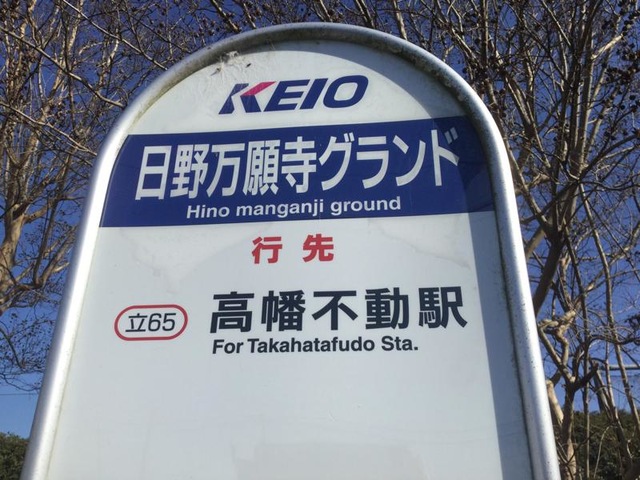 KEIO
日野万願寺グランド
Hino manganji ground
行先
立65 高幡不動駅
For Takahatafudo Sta.